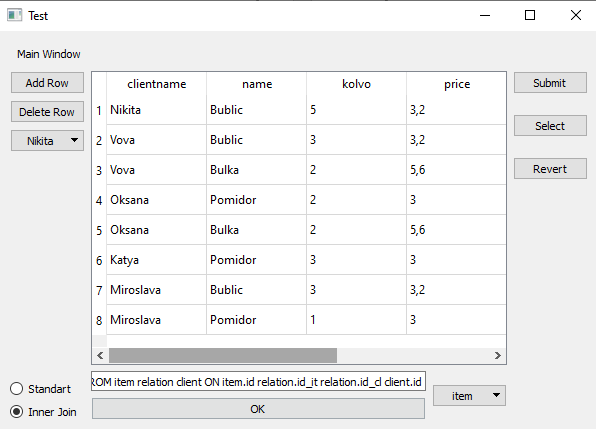 Test
Main Window
Add Row
Delete Row
Nikita
clientname name kolvo price
1 Nikita Bublic 5 3,2
2 Vova Bublic 3 3,2
3 Vova Bulka 2 5,6
4 Oksana Pomidor 2 3
5 Oksana Bulka 2 5,6
6 Katya Pomidor 3 3
7 Miroslava Bublic 3 3,2
8 Miroslava Pomidor 1 3
Submit
Select
Revert
Standart
Inner Join
ROM item relation client ON item.id relation.id_it relation.id_cl client.id
OK
item